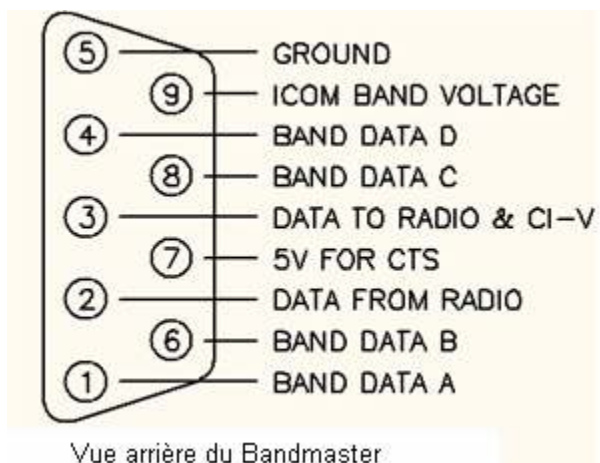 5 GROUND
9 ICOM BAND VOLTAGE
4 BAND DATA D
8 BAND DATA C
3 DATA TO RADIO & CI-V
7 5V FOR CTS
2 DATA FROM RADIO
6 BAND DATA B
1 BAND DATA A
Vue arrière du Bandmaster